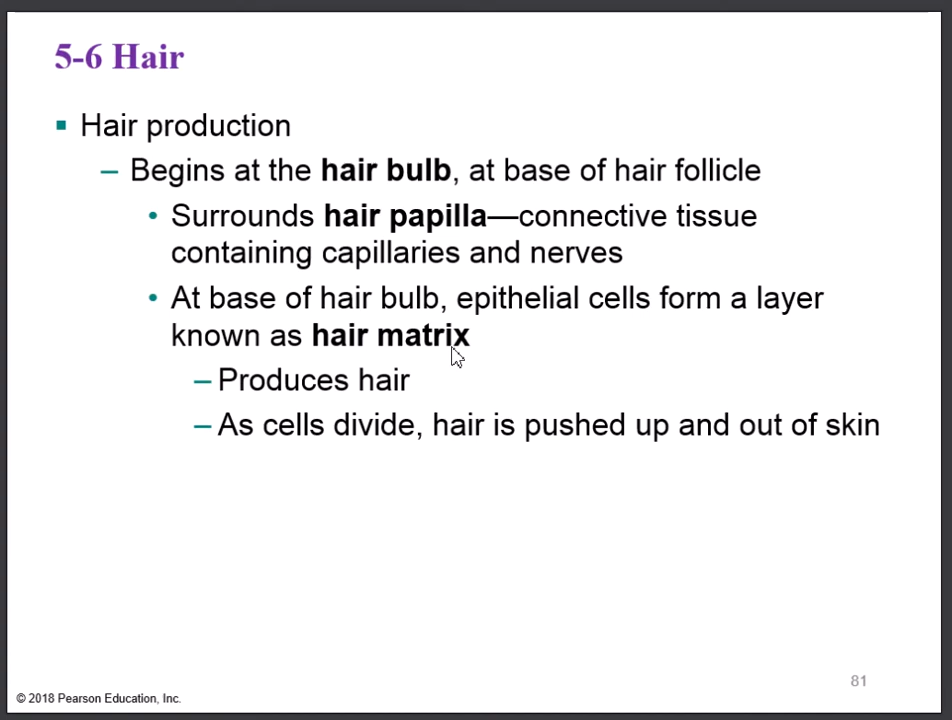 5-6 Hair
▪ Hair production
– Begins at the hair bulb, at base of hair follicle
• Surrounds hair papilla—connective tissue
containing capillaries and nerves
• At base of hair bulb, epithelial cells form a layer
known as hair matrix
– Produces hair
– As cells divide, hair is pushed up and out of skin
81
© 2018 Pearson Education, Inc.